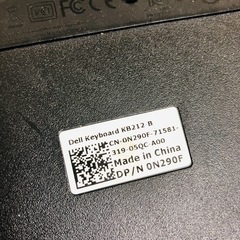 Dell Keyboard KB212-B
CN-0N290F-71581-
319-05QC-A00
Made in China
DP/N 0N290F